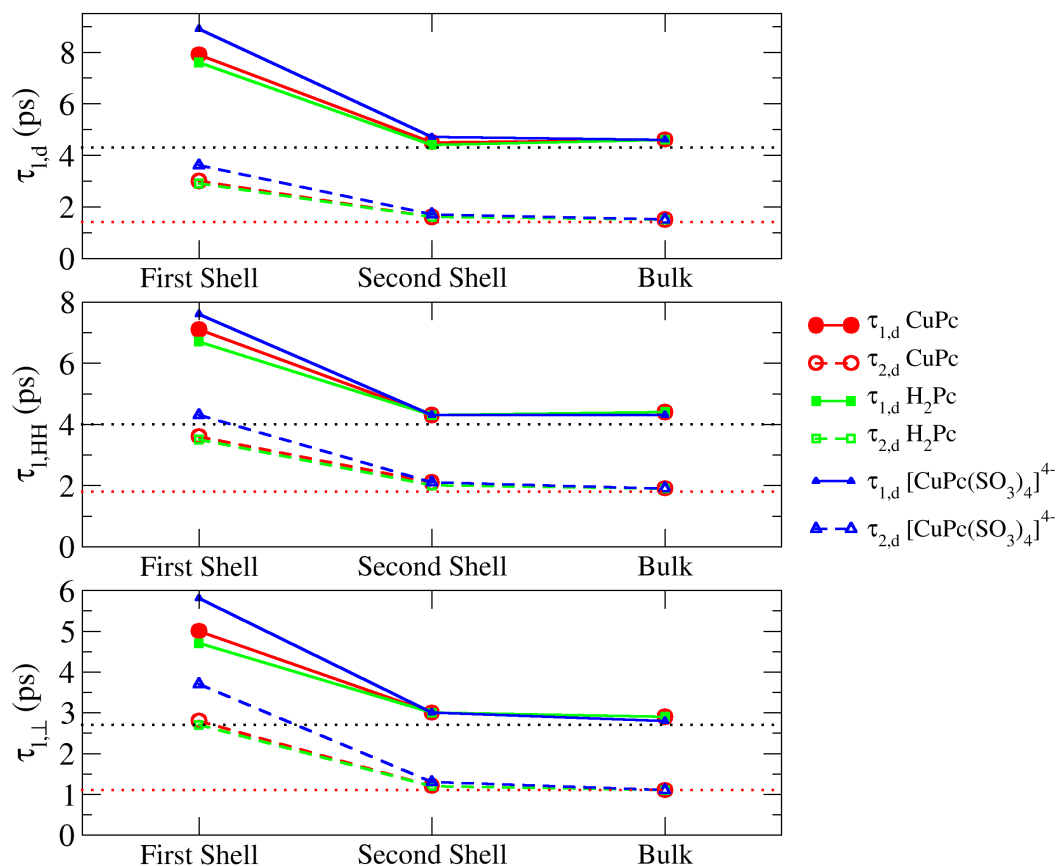 8
6
4
2
0
τ1,d (ps)
First Shell
Second Shell
Bulk
8
6
4
2
0
τ1,HH
First Shell
Second Shell
Bulk
6
5
4
3
2
1
0
τ1,⊥ (ps)
First Shell
Second Shell
Bulk
τ1,d CuPc
τ2,d CuPc
τ1,d H2Pc
τ2,d H2Pc
τ1,d [CuPc(SO3)4]4-
τ2,d [CuPc(SO3)4]4-